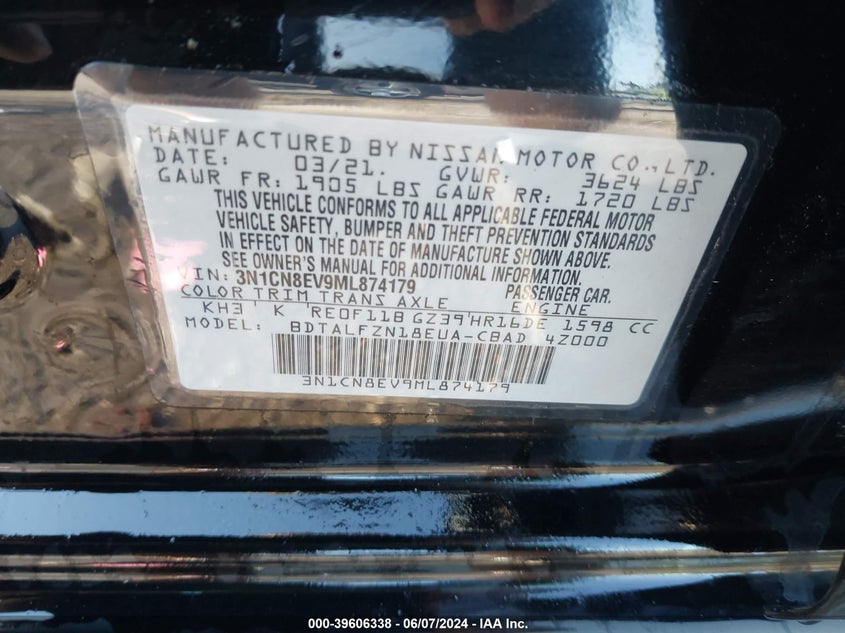 MANUFACTURED BY NISSAN MOTOR CO., LTD.
DATE: 03/21. GVWR: 3624 LBS
GAWR FR: 1905 LBS GAWR RR: 1720 LBS
THIS VEHICLE CONFORMS TO ALL APPLICABLE FEDERAL MOTOR
VEHICLE SAFETY, BUMPER AND THEFT PREVENTION STANDARDS
IN EFFECT ON THE DATE OF MANUFACTURE SHOWN ABOVE.
SEE OWNER'S MANUAL FOR ADDITIONAL INFORMATION.
VIN: 3N1CN8EV9ML874179 PASSENGER CAR.
COLOR TRIM TRANS AXLE ENGINE
KH3 K RE0F11B GZ39 HR16DE 1598 CC
MODEL: BDTALFZN18EUA-CBAD 4Z000
3N1CN8EV9ML874179
000-39606338 - 06/07/2024 - IAA Inc.